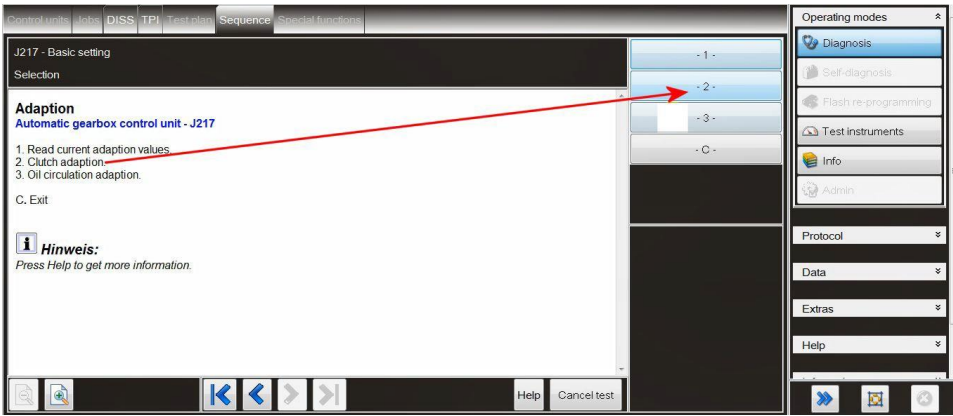 Control units Jobs DISS TPI Test plan Sequence Special functions
J217 - Basic setting
Selection
Adaption
Automatic gearbox control unit - J217
1. Read current adaption values.
2. Clutch adaption.
3. Oil circulation adaption.
C. Exit
i Hinweis:
Press Help to get more information.
- 1 -
- 2 -
- 3 -
- C -
Help Cancel test
Operating modes
Diagnosis
Self-diagnosis
Flash re-programming
Test instruments
Info
Admin
Protocol
Data
Extras
Help